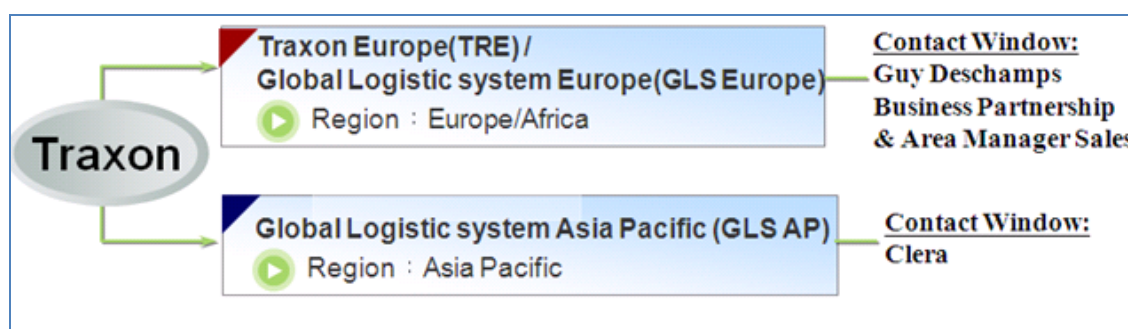 Traxon
Traxon Europe(TRE) /
Global Logistic system Europe(GLS Europe)
Region：Europe/Africa
Contact Window:
Guy Deschamps
Business Partnership
& Area Manager Sales
Global Logistic system Asia Pacific (GLS AP)
Region：Asia Pacific
Contact Window:
Clera